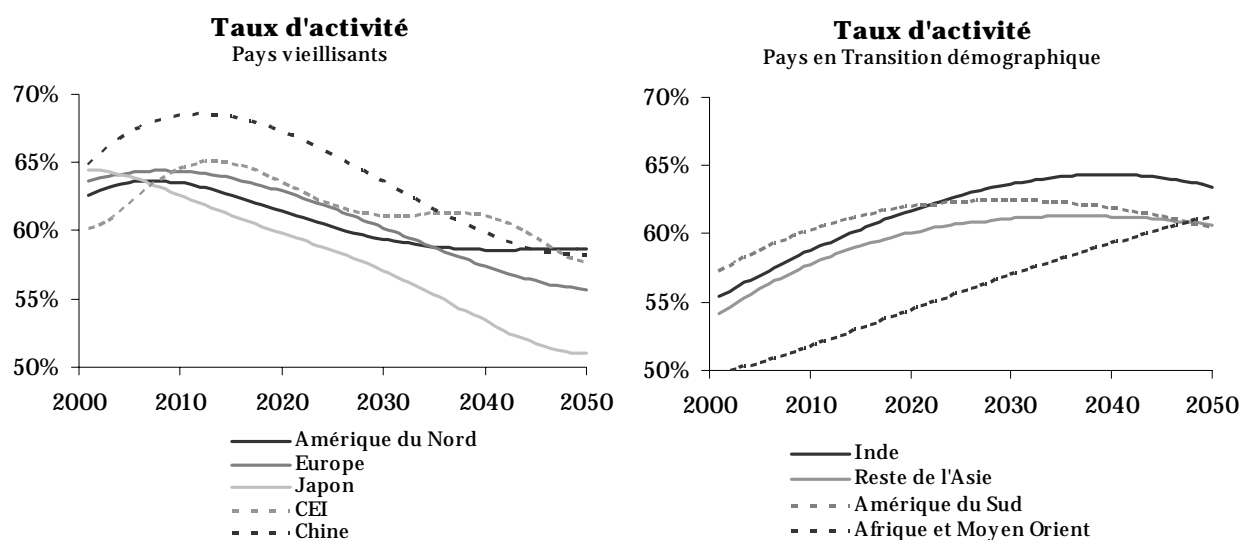 Taux d'activité
Pays vieillisants
70%
65%
60%
55%
50%
2000 2010 2020 2030 2040 2050
Amérique du Nord
Europe
Japon
CEI
Chine
Taux d'activité
Pays en Transition démographique
70%
65%
60%
55%
50%
2000 2010 2020 2030 2040 2050
Inde
Reste de l'Asie
Amérique du Sud
Afrique et Moyen Orient